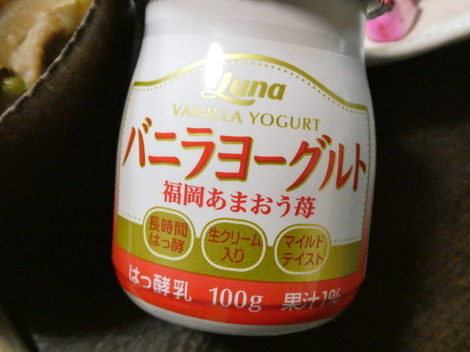 Luna
VANILLA YOGURT
バニラヨーグルト
福岡あまおう苺
長時間
はっ酵
生クリーム
入り
マイルド
テイスト
はっ酵乳 100g 果汁1%